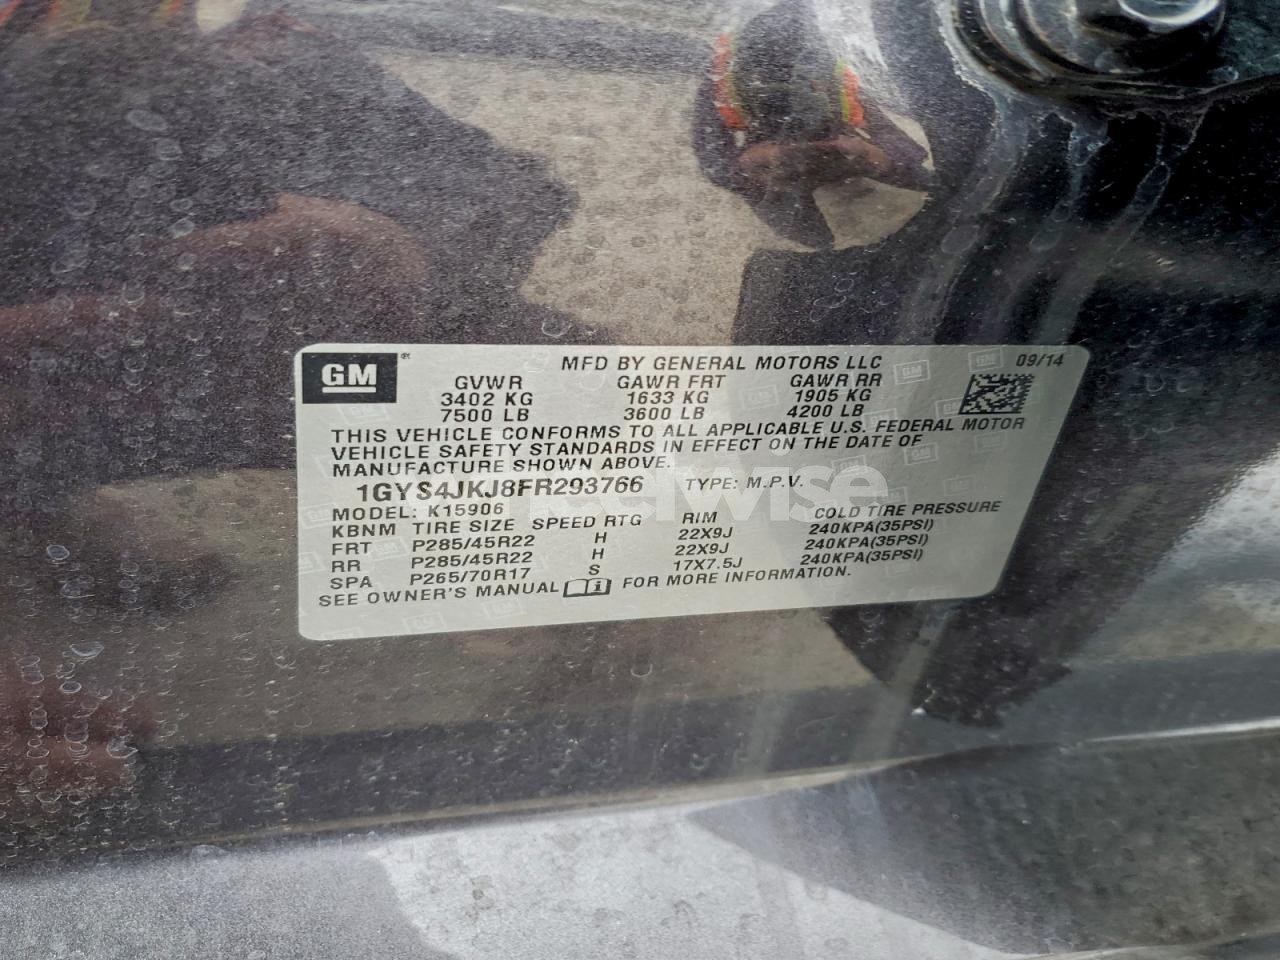 GM ®
MFD BY GENERAL MOTORS LLC 09/14
GVWR GAWR FRT GAWR RR
3402 KG 1633 KG 1905 KG
7500 LB 3600 LB 4200 LB
THIS VEHICLE CONFORMS TO ALL APPLICABLE U.S. FEDERAL MOTOR
VEHICLE SAFETY STANDARDS IN EFFECT ON THE DATE OF
MANUFACTURE SHOWN ABOVE.
1GYS4JKJ8FR293766 TYPE: M.P.V.
MODEL: K15906
KBNM TIRE SIZE SPEED RTG RIM COLD TIRE PRESSURE
FRT P285/45R22 H 22X9J 240KPA(35PSI)
RR P285/45R22 H 22X9J 240KPA(35PSI)
SPA P265/70R17 S 17X7.5J 240KPA(35PSI)
SEE OWNER'S MANUAL FOR MORE INFORMATION.